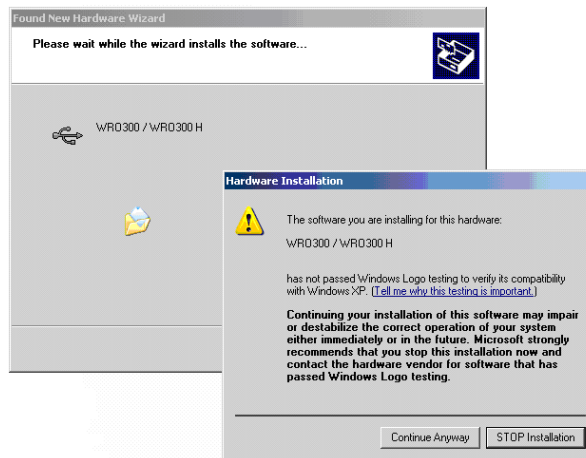 Found New Hardware Wizard
Please wait while the wizard installs the software...
WRO300 / WRO300 H
Hardware Installation
The software you are installing for this hardware:
WRO300 / WRO300 H
has not passed Windows Logo testing to verify its compatibility
with Windows XP. (Tell me why this testing is important.)
Continuing your installation of this software may impair
or destabilize the correct operation of your system
either immediately or in the future. Microsoft strongly
recommends that you stop this installation now and
contact the hardware vendor for software that has
passed Windows Logo testing.
Continue Anyway
STOP Installation